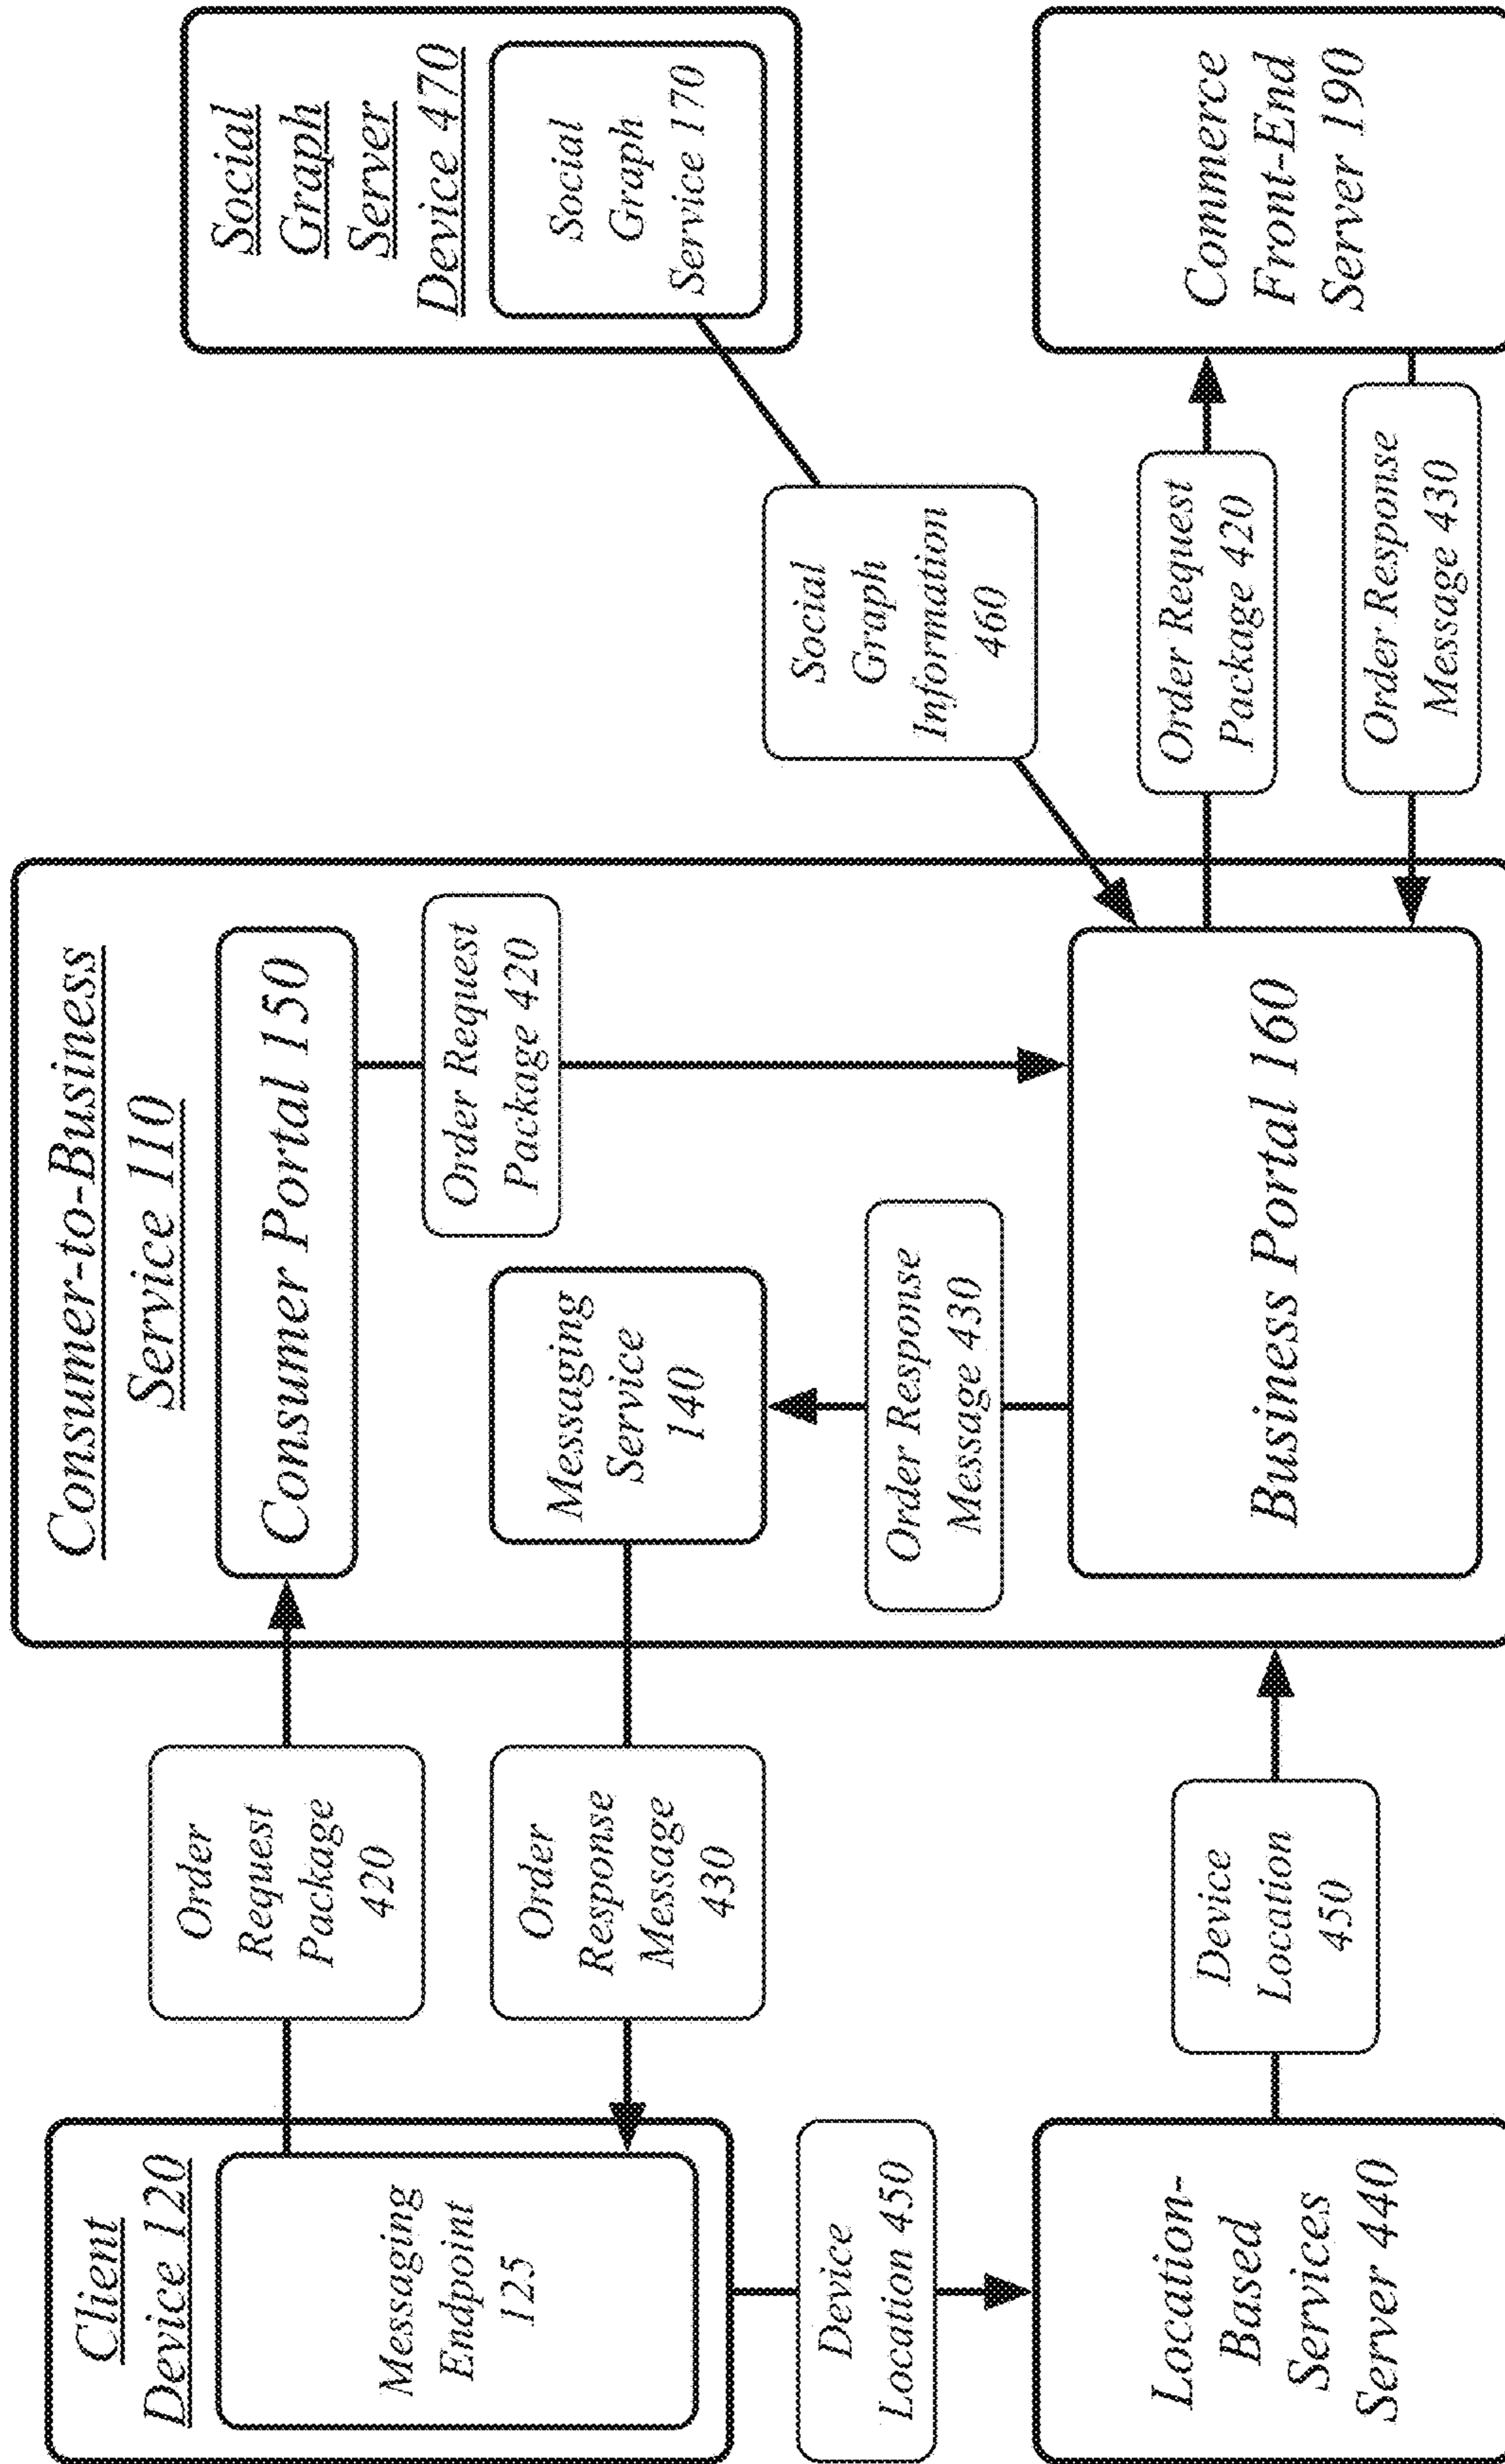 Client
Device 120
Messaging
Endpoint
125
Order
Request
Package
420
Order
Response
Message
430
Device
Location 450
Location-
Based
Services
Server 440
Device
Location
450
Consumer-to-Business
Service 110
Consumer Portal 150
Order Request
Package 420
Messaging
Service
140
Order Response
Message 430
Business Portal 160
Social
Graph
Information
460
Social
Graph
Server
Device 470
Social
Graph
Service 170
Order Request
Package 420
Order Response
Message 430
Commerce
Front-End
Server 190